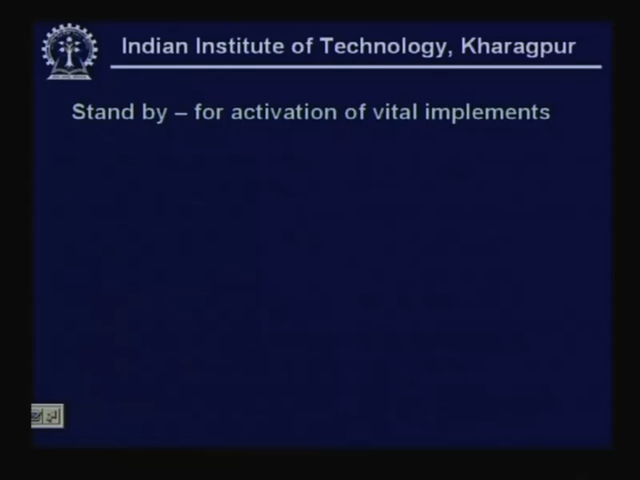 Indian Institute of Technology, Kharagpur
Stand by – for activation of vital implements